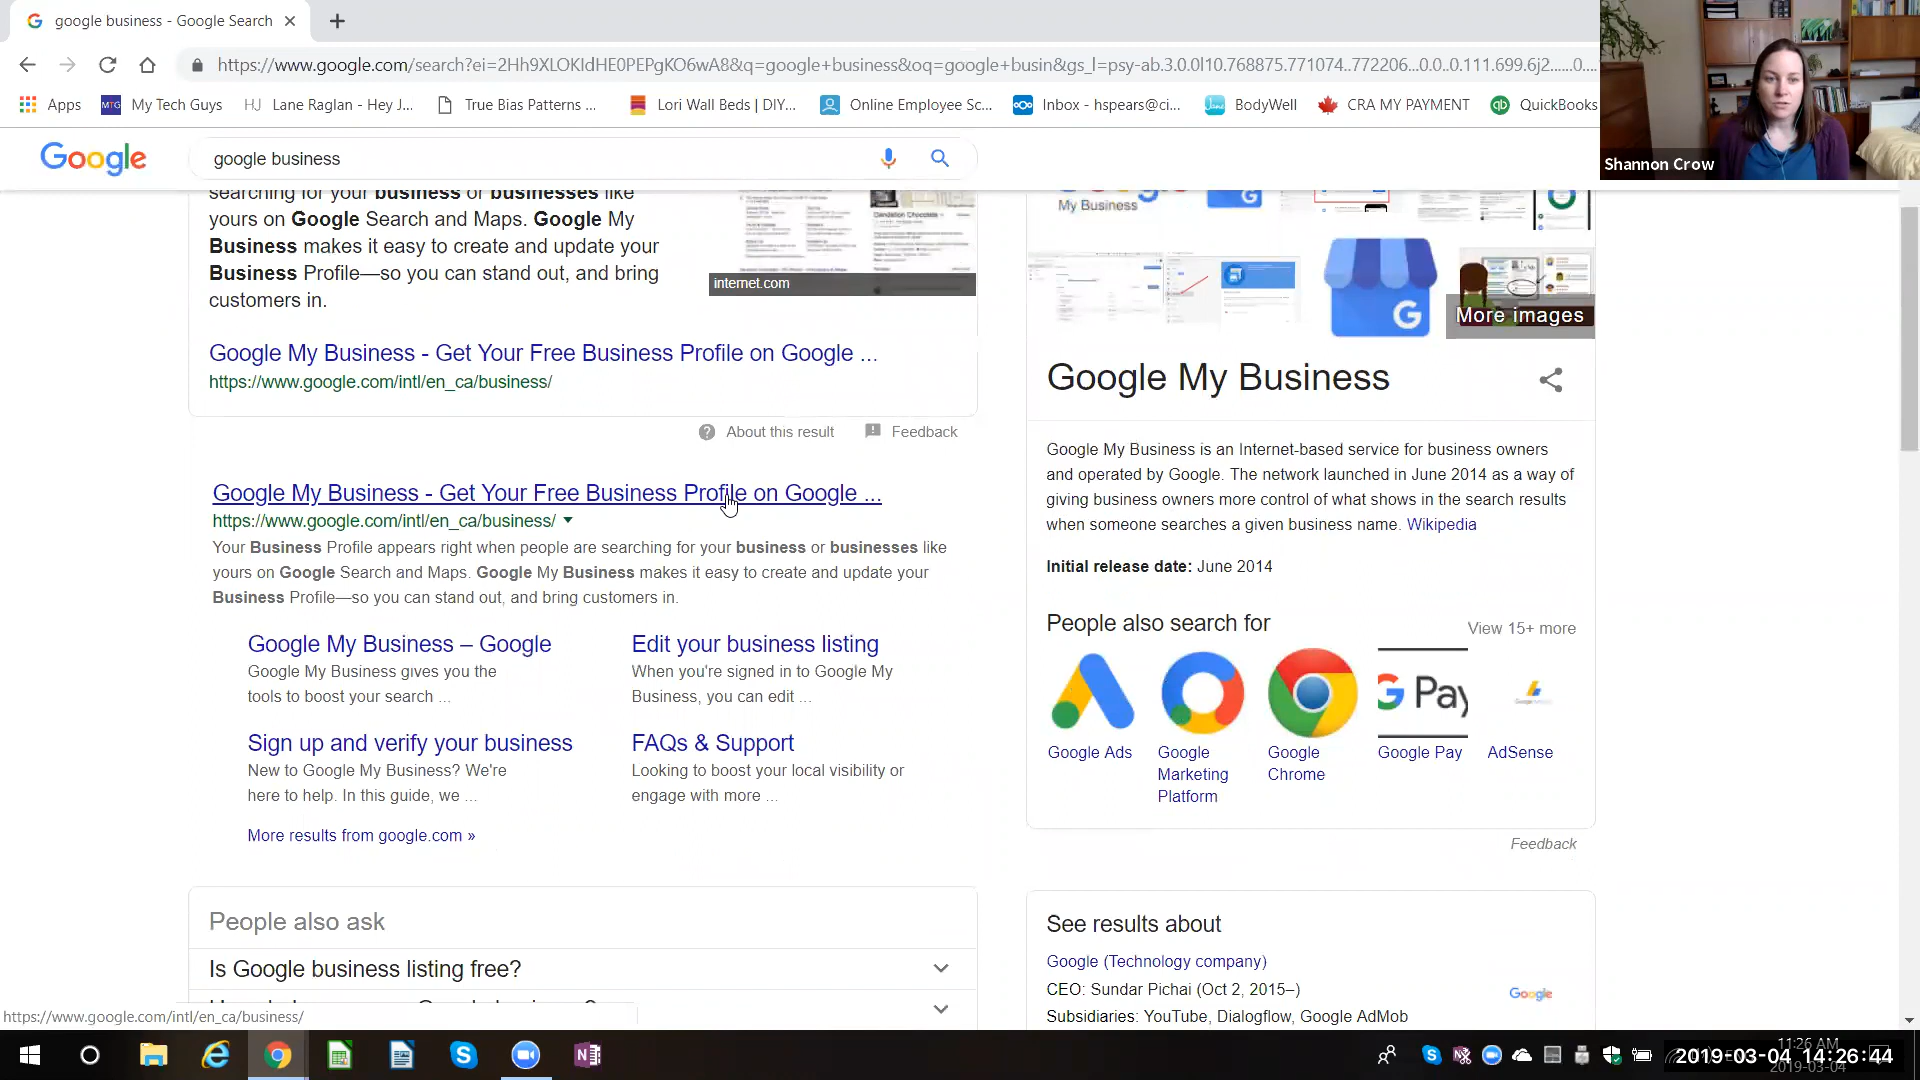 google business - Google Search
https://www.google.com/search?ei=2Hh9XLOKIdHE0PEPgKO6wA8&q=google+business&oq=google+busin&gs_l=psy-ab.3.0.0l10.768875.771074..772206...0.0..0.111.699.6j2......0....
Apps
My Tech Guys
HJ Lane Raglan - Hey J...
True Bias Patterns ...
Lori Wall Beds | DIY...
Online Employee Sc...
Inbox - hspears@ci...
BodyWell
CRA MY PAYMENT
QuickBooks
Shannon Crow
Google
google business
searching for your business or businesses like
yours on Google Search and Maps. Google My
Business makes it easy to create and update your
Business Profile—so you can stand out, and bring
customers in.
internet.com
Google My Business - Get Your Free Business Profile on Google ...
https://www.google.com/intl/en_ca/business/
About this result
Feedback
Google My Business - Get Your Free Business Profile on Google ...
https://www.google.com/intl/en_ca/business/
Your Business Profile appears right when people are searching for your business or businesses like
yours on Google Search and Maps. Google My Business makes it easy to create and update your
Business Profile—so you can stand out, and bring customers in.
Google My Business – Google
Google My Business gives you the
tools to boost your search ...
Edit your business listing
When you're signed in to Google My
Business, you can edit ...
Sign up and verify your business
New to Google My Business? We're
here to help. In this guide, we ...
FAQs & Support
Looking to boost your local visibility or
engage with more ...
More results from google.com »
People also ask
Is Google business listing free?
https://www.google.com/intl/en_ca/business/
My Business
More images
Google My Business
Google My Business is an Internet-based service for business owners
and operated by Google. The network launched in June 2014 as a way of
giving business owners more control of what shows in the search results
when someone searches a given business name. Wikipedia
Initial release date: June 2014
People also search for
View 15+ more
G Pay
Google Ads
Google
Marketing
Platform
Google
Chrome
Google Pay
AdSense
Feedback
See results about
Google (Technology company)
CEO: Sundar Pichai (Oct 2, 2015–)
Subsidiaries: YouTube, Dialogflow, Google AdMob
Google
11:26 AM
2019-03-04 14:26:44
2019-03-04